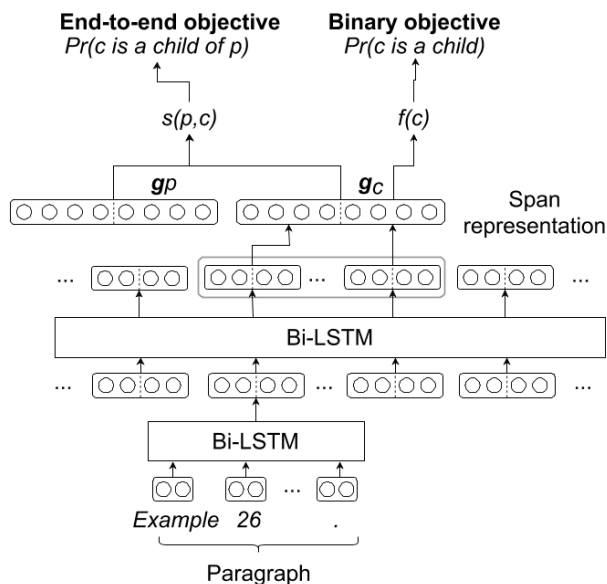 End-to-end objective Binary objective
Pr(c is a child of p) Pr(c is a child)
s(p,c) f(c)
gp gc
Span
representation
... ... ...
Bi-LSTM
... ... ...
Bi-LSTM
...
Example 26 .
Paragraph